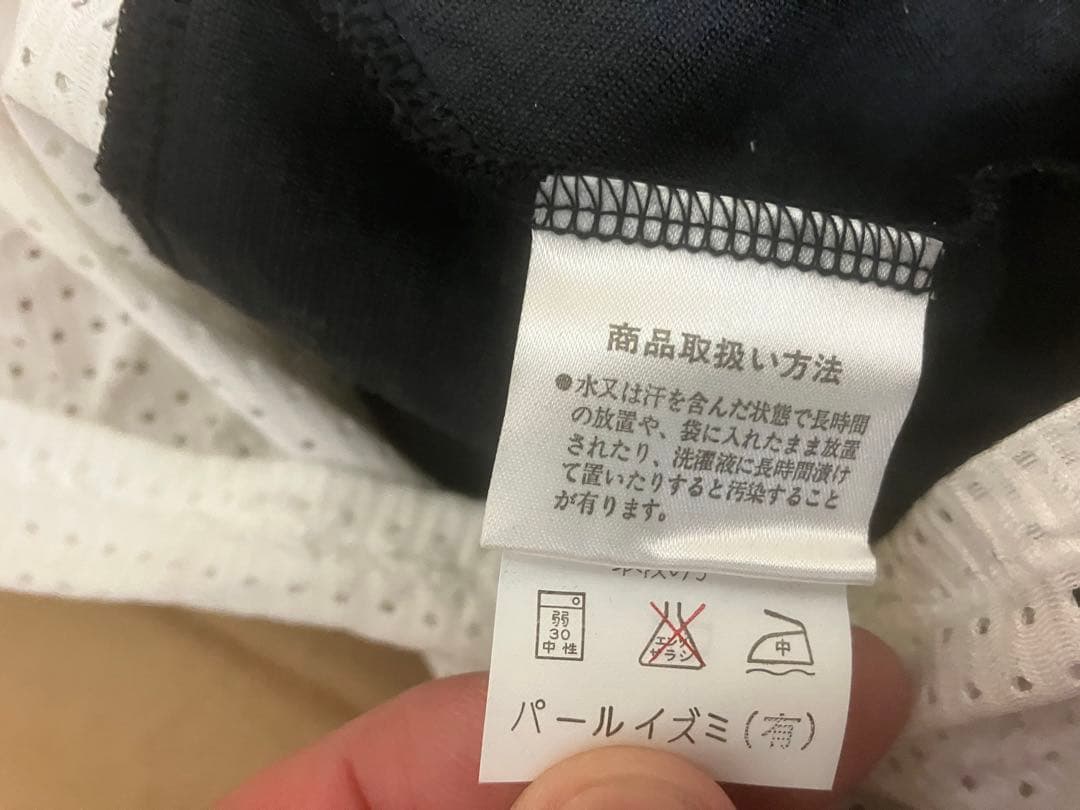 商品取扱い方法
●水又は汗を含んだ状態で長時間
の放置や、袋に入れたまま放置
されたり、洗濯液に長時間漬け
て置いたりすると汚染すること
が有ります。
弱
30
中性
エンソ
サラシ
中
パールイズミ(有)